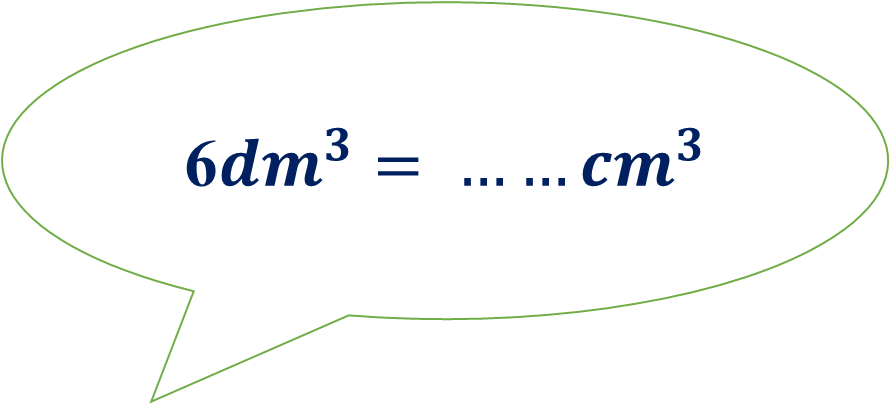 6dm³ = ... ... cm³